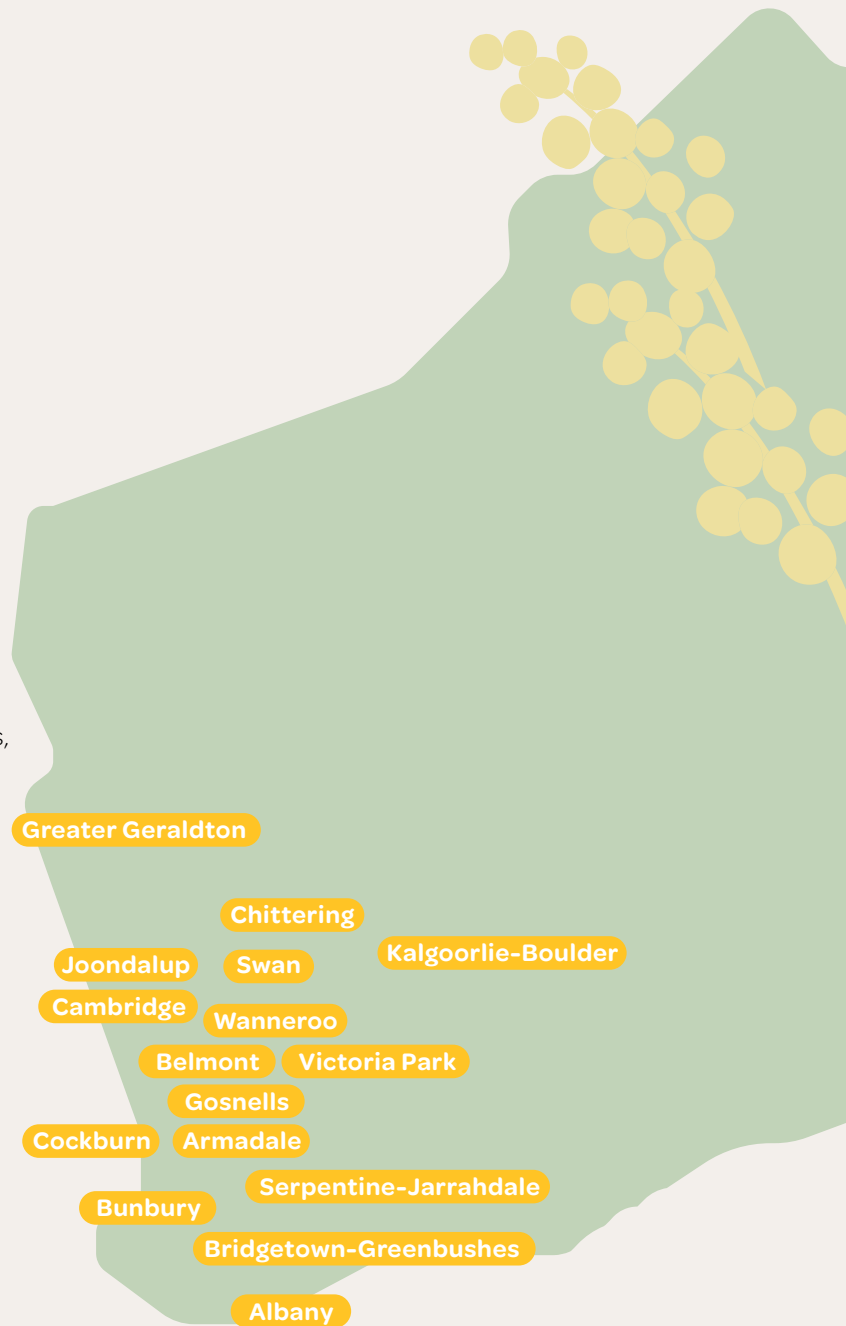 s,
Greater Geraldton
Chittering
Kalgoorlie-Boulder
Joondalup
Swan
Cambridge
Wanneroo
Belmont
Victoria Park
Gosnells
Cockburn
Armadale
Serpentine-Jarrahdale
Bunbury
Bridgetown-Greenbushes
Albany